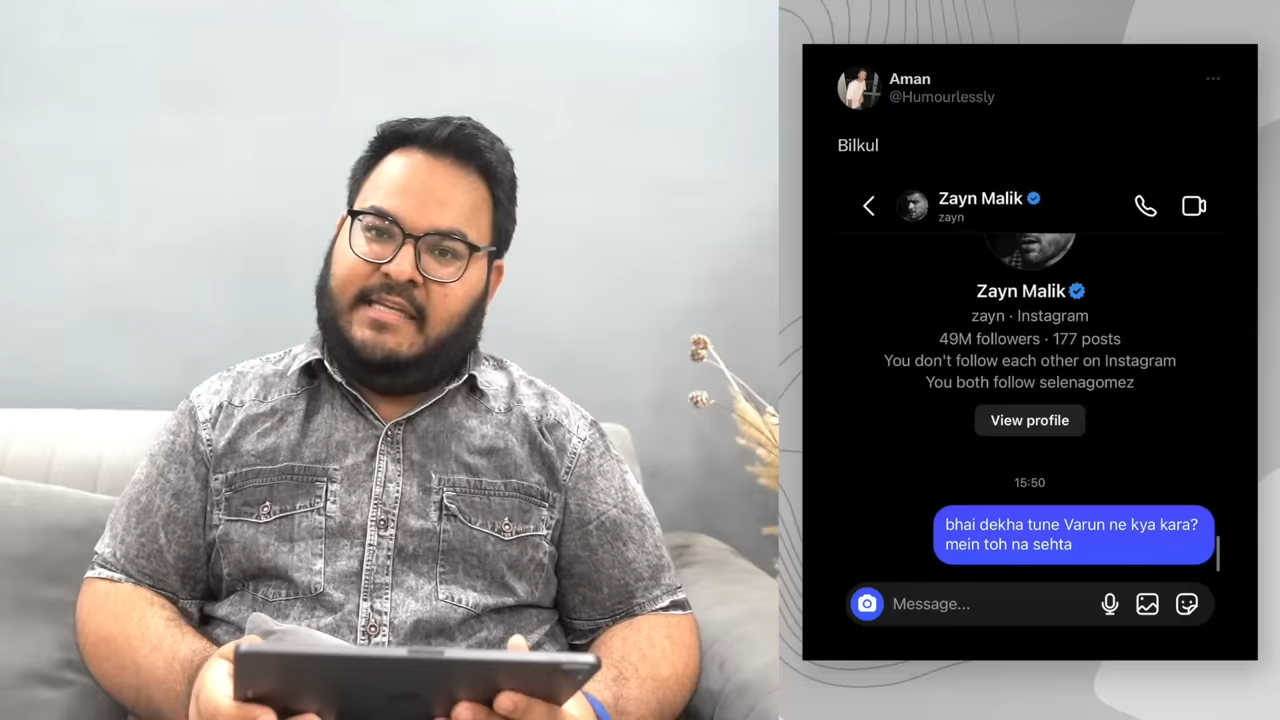 Aman
@Humourlessly
Bilkul
Zayn Malik
zayn
Zayn Malik
zayn · Instagram
49M followers · 177 posts
You don't follow each other on Instagram
You both follow selenagomez
View profile
15:50
bhai dekha tune Varun ne kya kara?
mein toh na sehta
Message...